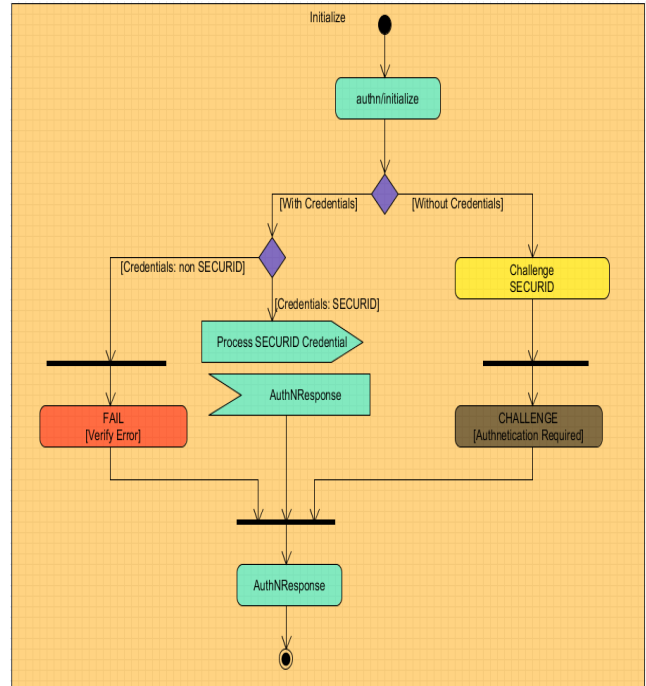 Initialize
authn/initialize
[With Credentials]
[Without Credentials]
[Credentials: non SECURID]
Challenge
SECURID
[Credentials: SECURID]
Process SECURID Credential
AuthNResponse
FAIL
[Verify Error]
CHALLENGE
[Authnetication Required]
AuthNResponse